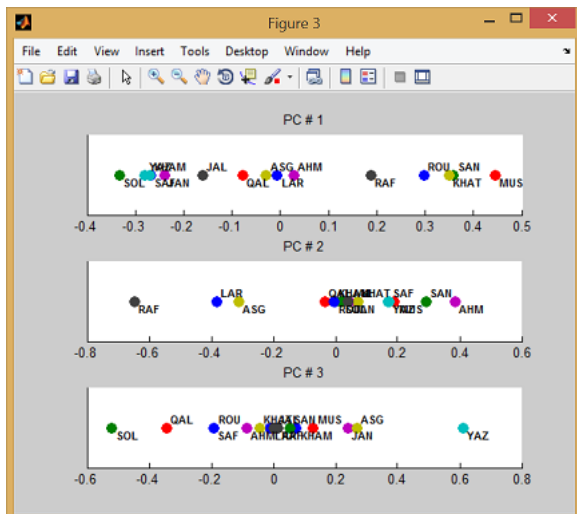 Figure 3
File Edit View Insert Tools Desktop Window Help
PC # 1
JAL ASG AHM ROU SAN
SOL JAN QAL LAR RAF KHAT MUS
-0.4 -0.3 -0.2 -0.1 0 0.1 0.2 0.3 0.4 0.5
PC # 2
LAR SAF SAN
RAF ASG AHM
-0.8 -0.6 -0.4 -0.2 0 0.2 0.4 0.6
PC # 3
QAL ROU SAN MUS ASG
SOL SAF AHM KHAM JAN YAZ
-0.6 -0.4 -0.2 0 0.2 0.4 0.6 0.8